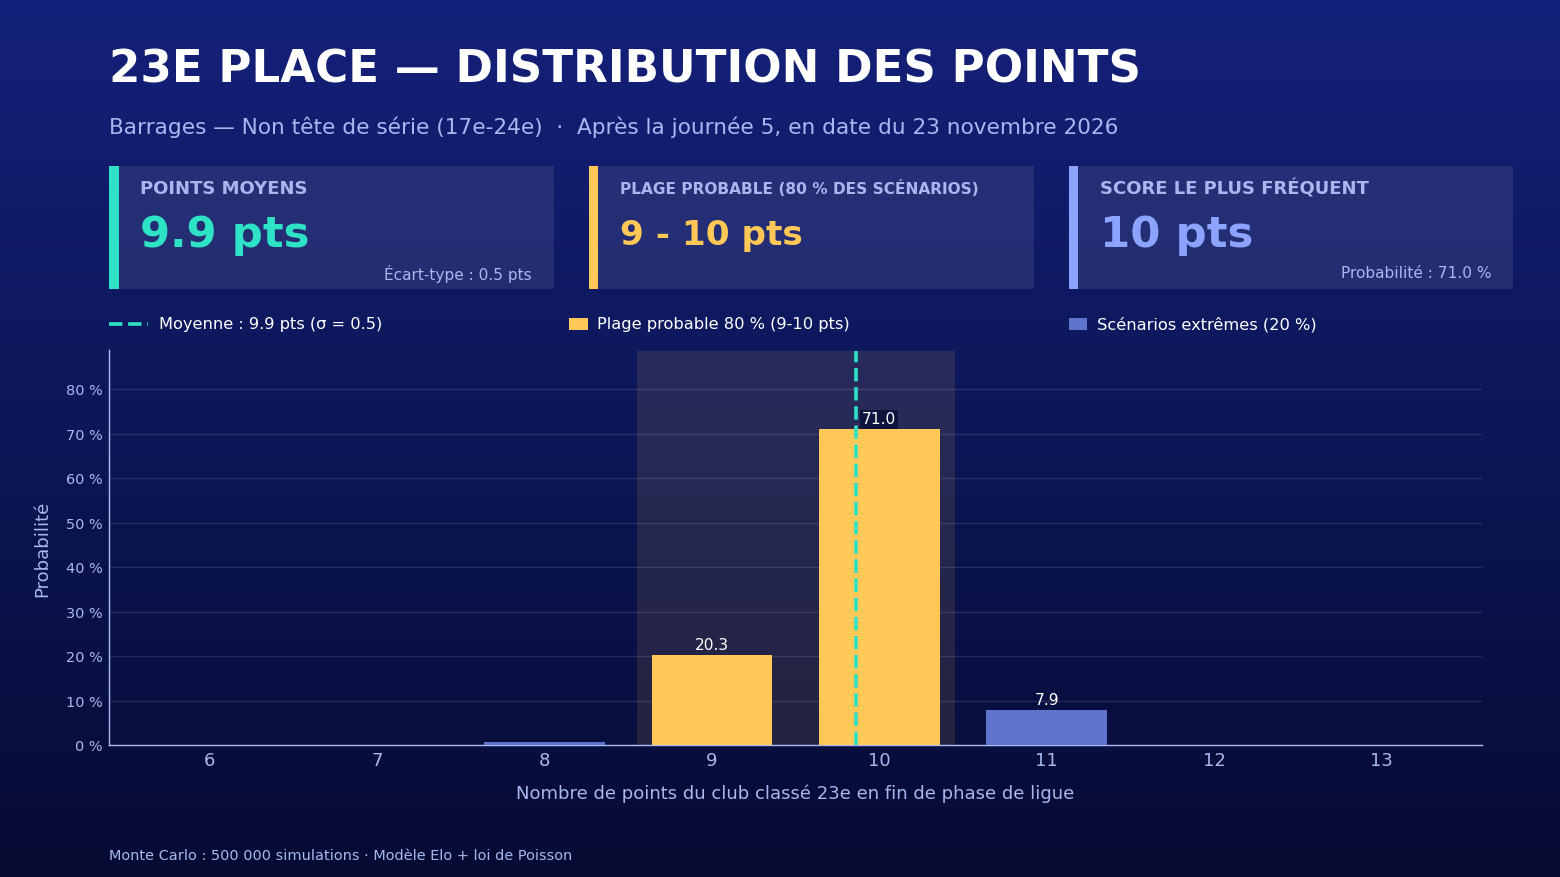 23E PLACE — DISTRIBUTION DES POINTS
Barrages — Non tête de série (17e-24e) · Après la journée 5, en date du 23 novembre 2026
POINTS MOYENS
9.9 pts
Écart-type : 0.5 pts
PLAGE PROBABLE (80 % DES SCÉNARIOS)
9 - 10 pts
SCORE LE PLUS FRÉQUENT
10 pts
Probabilité : 71.0 %
Moyenne : 9.9 pts (σ = 0.5)
Plage probable 80 % (9-10 pts)
Scénarios extrêmes (20 %)
Probabilité
80 %
70 %
60 %
50 %
40 %
30 %
20 %
10 %
0 %
20.3
71.0
7.9
6 7 8 9 10 11 12 13
Nombre de points du club classé 23e en fin de phase de ligue
Monte Carlo : 500 000 simulations · Modèle Elo + loi de Poisson